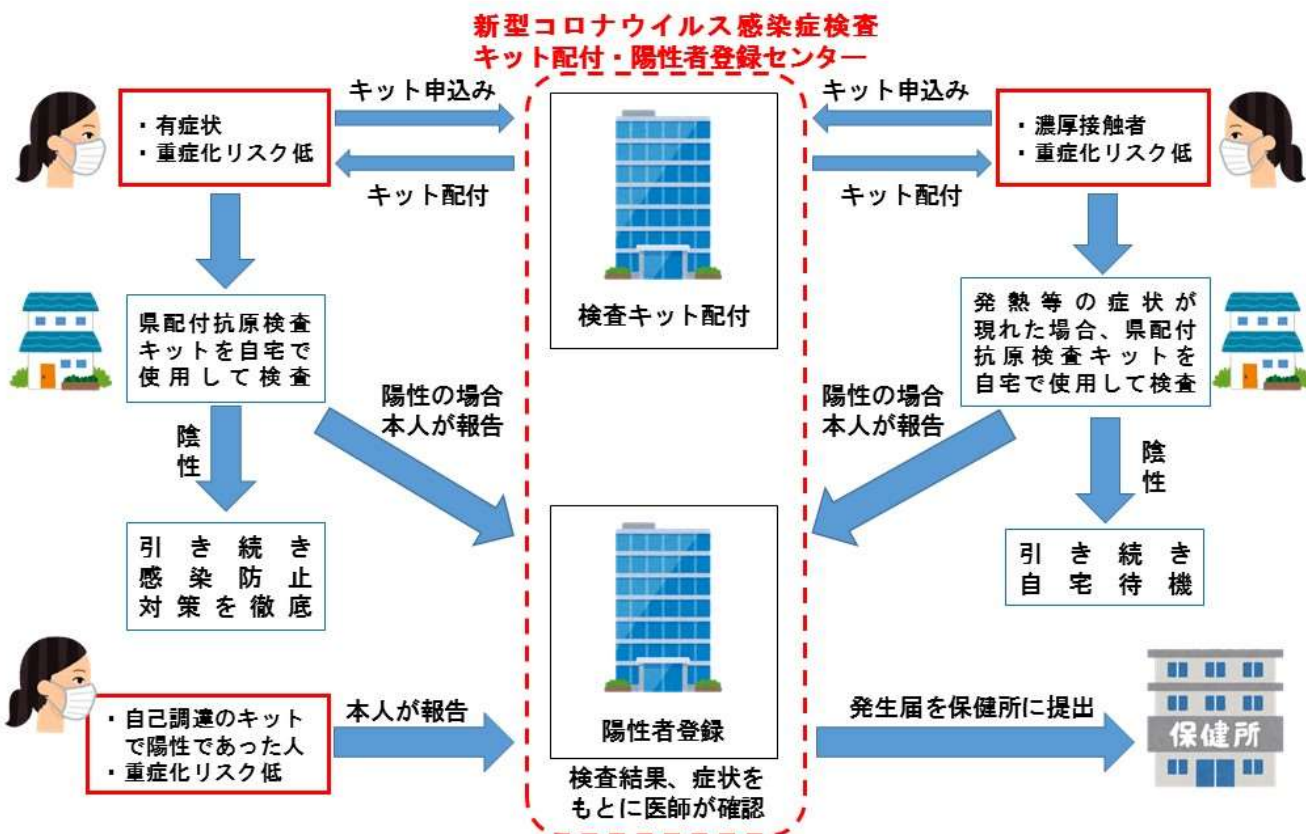 新型コロナウイルス感染症検査
キット配付・陽性者登録センター
キット申込み
キット申込み
・有症状
・重症化リスク低
・濃厚接触者
・重症化リスク低
キット配付
キット配付
検査キット配付
県配付抗原検査
キットを自宅で
使用して検査
発熱等の症状が
現れた場合、県配付
抗原検査キットを
自宅で使用して検査
陽性の場合
本人が報告
陽性の場合
本人が報告
陰性
陰性
引き続き
感染防止
対策を徹底
引き続き
自宅待機
・自己調達のキット
で陽性であった人
・重症化リスク低
本人が報告
陽性者登録
検査結果、症状を
もとに医師が確認
発生届を保健所に提出
保健所